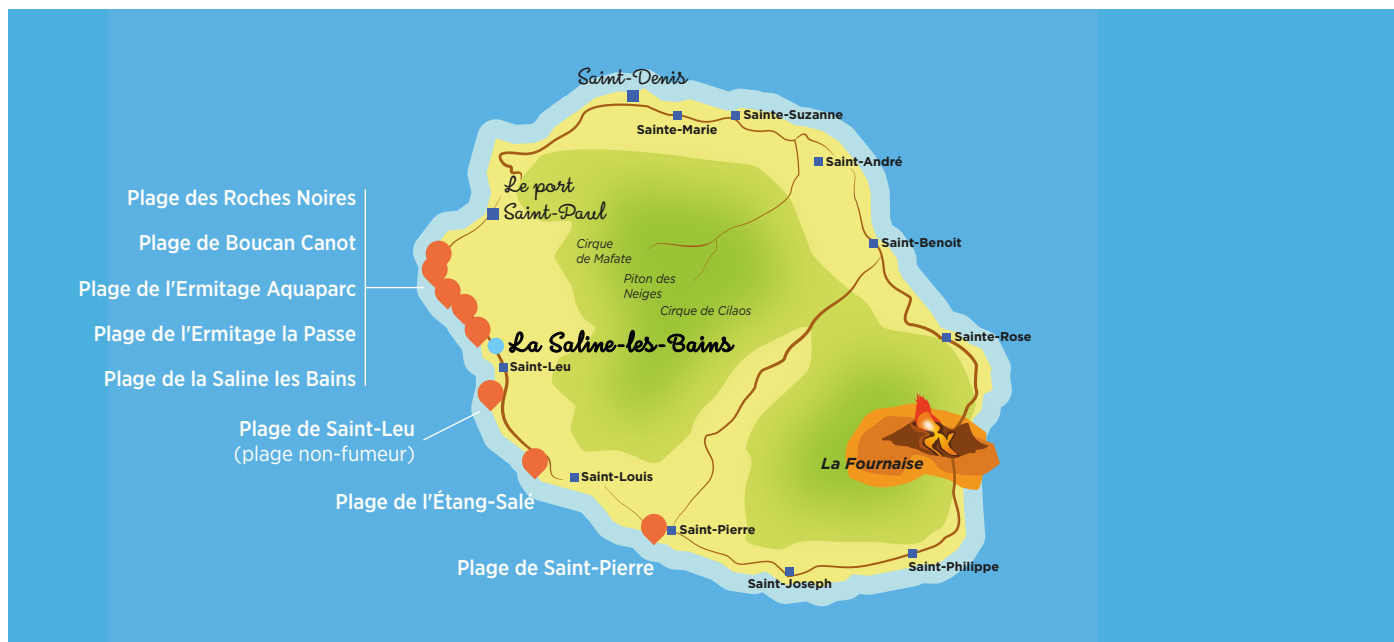 Saint-Denis
Sainte-Marie
Sainte-Suzanne
Saint-André
Le port
Saint-Paul
Plage des Roches Noires
Plage de Boucan Canot
Plage de l'Ermitage Aquaparc
Plage de l'Ermitage la Passe
Plage de la Saline les Bains
Cirque
de Mafate
Piton des
Neiges
Cirque de Cilaos
Saint-Benoit
Sainte-Rose
La Saline-les-Bains
Saint-Leu
Plage de Saint-Leu
(plage non-fumeur)
La Fournaise
Saint-Louis
Plage de l'Étang-Salé
Saint-Pierre
Plage de Saint-Pierre
Saint-Joseph
Saint-Philippe